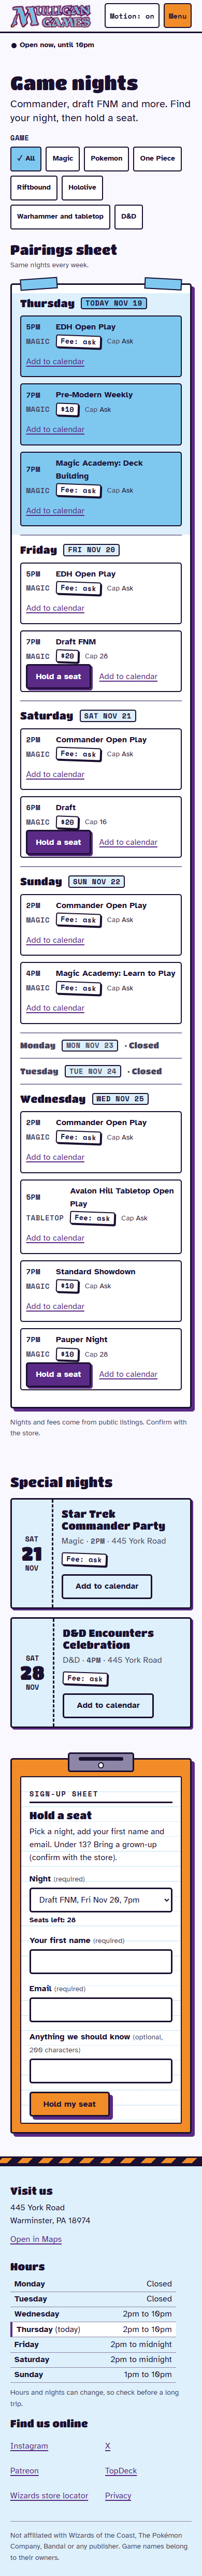 MULLIGAN GAMES
Motion: on
Menu
Open now, until 10pm
Game nights
Commander, draft FNM and more. Find
your night, then hold a seat.
GAME
✓ All
Magic
Pokemon
One Piece
Riftbound
Hololive
Warhammer and tabletop
D&D
Pairings sheet
Same nights every week.
Thursday TODAY NOV 19
5PM EDH Open Play
MAGIC Fee: ask Cap Ask
Add to calendar
7PM Pre-Modern Weekly
MAGIC $10 Cap Ask
Add to calendar
7PM Magic Academy: Deck
Building
MAGIC Fee: ask Cap Ask
Add to calendar
Friday FRI NOV 20
5PM EDH Open Play
MAGIC Fee: ask Cap Ask
Add to calendar
7PM Draft FNM
MAGIC $20 Cap 28
Hold a seat Add to calendar
Saturday SAT NOV 21
2PM Commander Open Play
MAGIC Fee: ask Cap Ask
Add to calendar
6PM Draft
MAGIC $20 Cap 16
Hold a seat Add to calendar
Sunday SUN NOV 22
2PM Commander Open Play
MAGIC Fee: ask Cap Ask
Add to calendar
4PM Magic Academy: Learn to Play
MAGIC Fee: ask Cap Ask
Add to calendar
Monday MON NOV 23 · Closed
Tuesday TUE NOV 24 · Closed
Wednesday WED NOV 25
2PM Commander Open Play
MAGIC Fee: ask Cap Ask
Add to calendar
5PM Avalon Hill Tabletop Open
Play
TABLETOP Fee: ask Cap Ask
Add to calendar
7PM Standard Showdown
MAGIC $10 Cap Ask
Add to calendar
7PM Pauper Night
MAGIC $10 Cap 28
Hold a seat Add to calendar
Nights and fees come from public listings. Confirm with
the store.
Special nights
SAT
21
NOV
Star Trek
Commander Party
Magic · 2PM · 445 York Road
Fee: ask
Add to calendar
SAT
28
NOV
D&D Encounters
Celebration
D&D · 4PM · 445 York Road
Fee: ask
Add to calendar
SIGN-UP SHEET
Hold a seat
Pick a night, add your first name and
email. Under 13? Bring a grown-up
(confirm with the store).
Night (required)
Draft FNM, Fri Nov 20, 7pm
Seats left: 28
Your first name (required)
Email (required)
Anything we should know (optional,
200 characters)
Hold my seat
Visit us
445 York Road
Warminster, PA 18974
Open in Maps
Hours
Monday Closed
Tuesday Closed
Wednesday 2pm to 10pm
Thursday (today) 2pm to 10pm
Friday 2pm to midnight
Saturday 2pm to midnight
Sunday 1pm to 10pm
Hours and nights can change, so check before a long
trip.
Find us online
Instagram X
Patreon TopDeck
Wizards store locator Privacy
Not affiliated with Wizards of the Coast, The Pokémon
Company, Bandai or any publisher. Game names belong
to their owners.